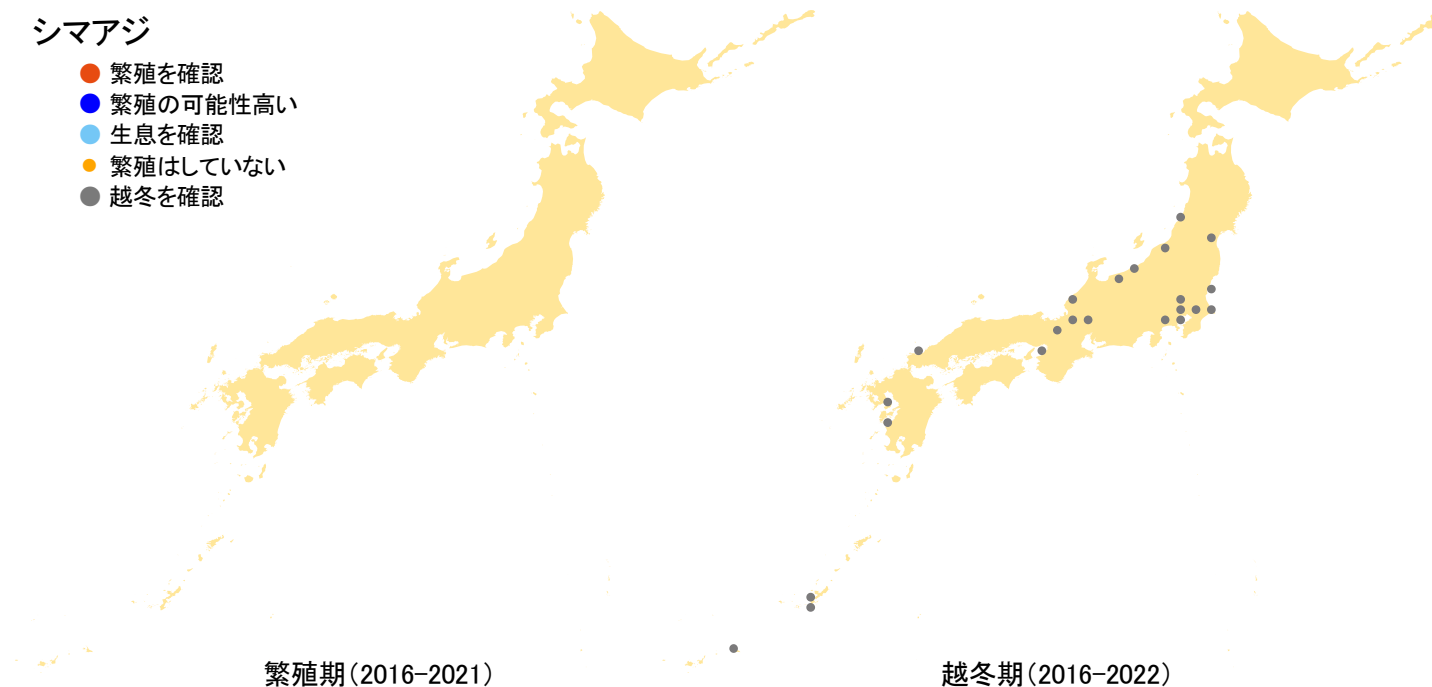 シマアジ
繁殖を確認
繁殖の可能性高い
生息を確認
繁殖はしていない
越冬を確認
繁殖期(2016-2021)
越冬期(2016-2022)